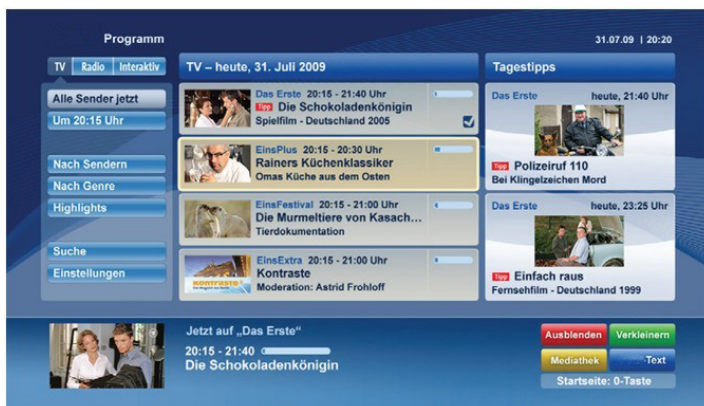 Programm
31.07.09 | 20:20
TV Radio Interaktiv
TV – heute, 31. Juli 2009
Tagestipps
Alle Sender jetzt
Um 20:15 Uhr
Nach Sendern
Nach Genre
Highlights
Suche
Einstellungen
Das Erste 20:15 - 21:40 Uhr
Tipp Die Schokoladenkönigin
Spielfilm - Deutschland 2005
EinsPlus 20:15 - 20:30 Uhr
Rainers Küchenklassiker
Omas Küche aus dem Osten
EinsFestival 20:15 - 21:00 Uhr
Die Murmeltiere von Kasach...
Tierdokumentation
KONTRASTE
EinsExtra 20:15 - 21:00 Uhr
Kontraste
Moderation: Astrid Frohloff
Das Erste heute, 21:40 Uhr
Tipp Polizeiruf 110
Bei Klingelzeichen Mord
Das Erste heute, 23:25 Uhr
Tipp Einfach raus
Fernsehfilm - Deutschland 1999
Jetzt auf „Das Erste“
20:15 - 21:40
Die Schokoladenkönigin
Ausblenden Verkleinern
Mediathek Text
Startseite: 0-Taste